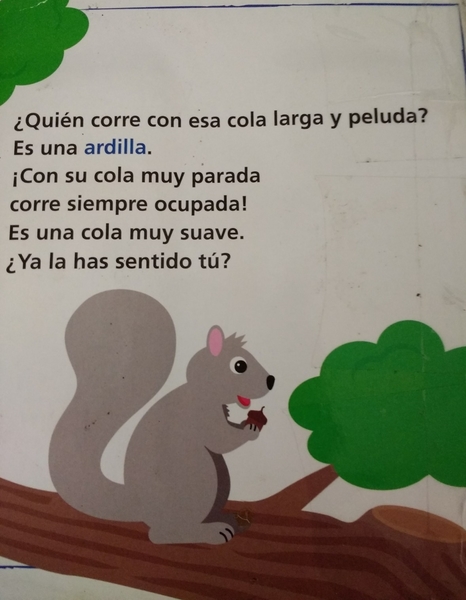 ¿Quién corre con esa cola larga y peluda?
Es una ardilla.
¡Con su cola muy parada
corre siempre ocupada!
Es una cola muy suave.
¿Ya la has sentido tú?